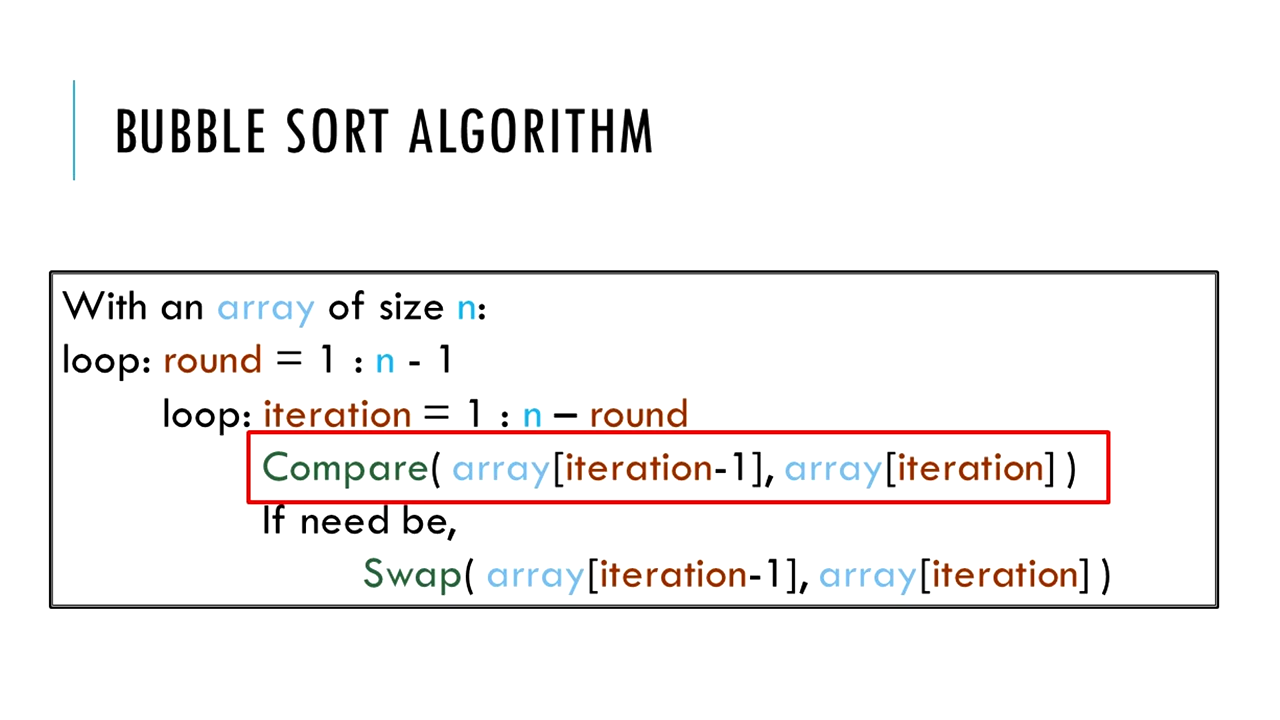 BUBBLE SORT ALGORITHM
With an array of size n:
loop: round = 1 : n - 1
loop: iteration = 1 : n – round
Compare( array[iteration-1], array[iteration] )
If need be,
Swap( array[iteration-1], array[iteration] )